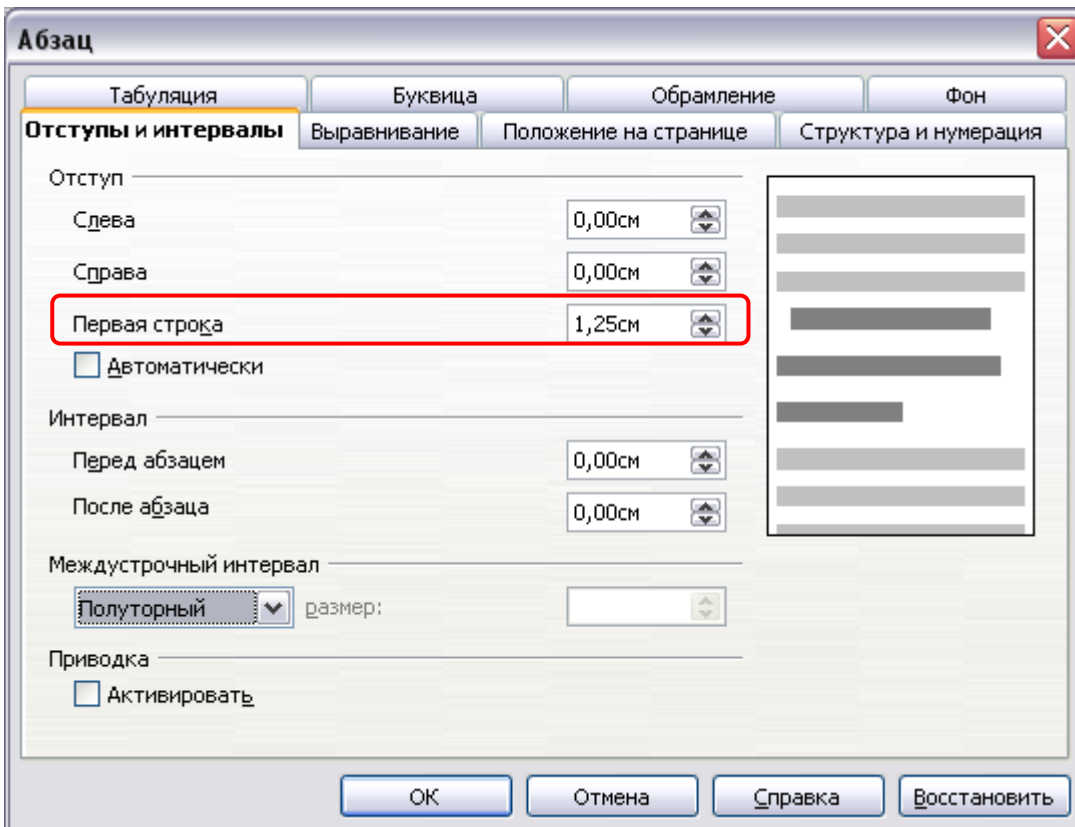 Абзац
Табуляция Буквица Обрамление Фон
Отступы и интервалы Выравнивание Положение на странице Структура и нумерация
Отступ
Слева 0,00см
Справа 0,00см
Первая строка 1,25см
Автоматически
Интервал
Перед абзацем 0,00см
После абзаца 0,00см
Междустрочный интервал
Полуторный размер:
Приводка
Активировать
ОК Отмена Справка Восстановить